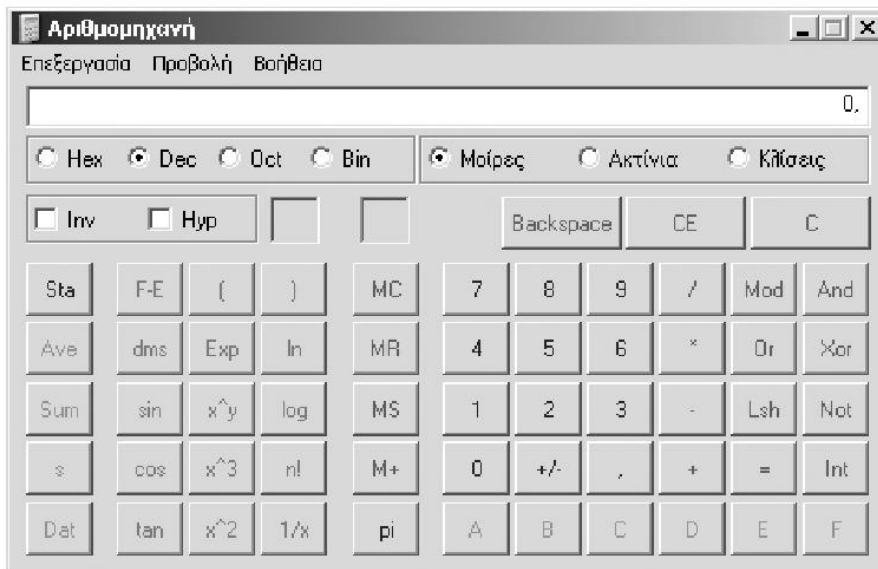 Αριθμομηχανή
Επεξεργασία Προβολή Βοήθεια
0,
Hex Dec Oct Bin Μοίρες Ακτίνια Κλίσεις
Inv Hyp Backspace CE C
Sta F-E ( ) MC 7 8 9 / Mod And
Ave dms Exp ln MR 4 5 6 * Or Xor
Sum sin x^y log MS 1 2 3 - Lsh Not
s cos x^3 n! M+ 0 +/- , + = Int
Dat tan x^2 1/x pi A B C D E F